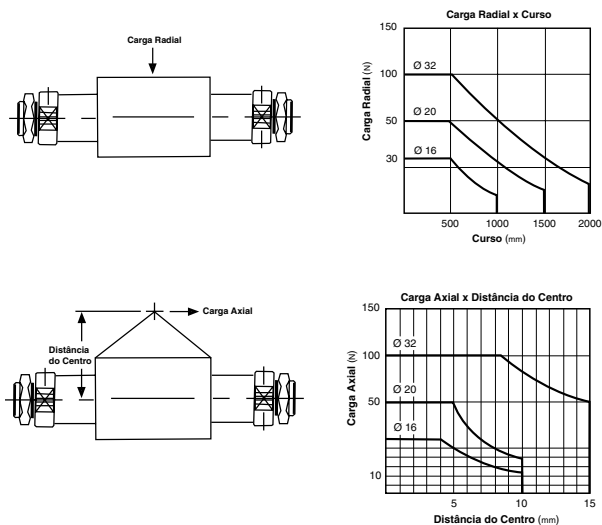 Carga Radial
Carga Radial x Curso
150
100
50
30
Carga Radial (N)
Ø 32
Ø 20
Ø 16
500 1000 1500 2000
Curso (mm)
Carga Axial
Distância
do Centro
Carga Axial x Distância do Centro
150
100
50
10
Carga Axial (N)
Ø 32
Ø 20
Ø 16
5 10 15
Distância do Centro (mm)